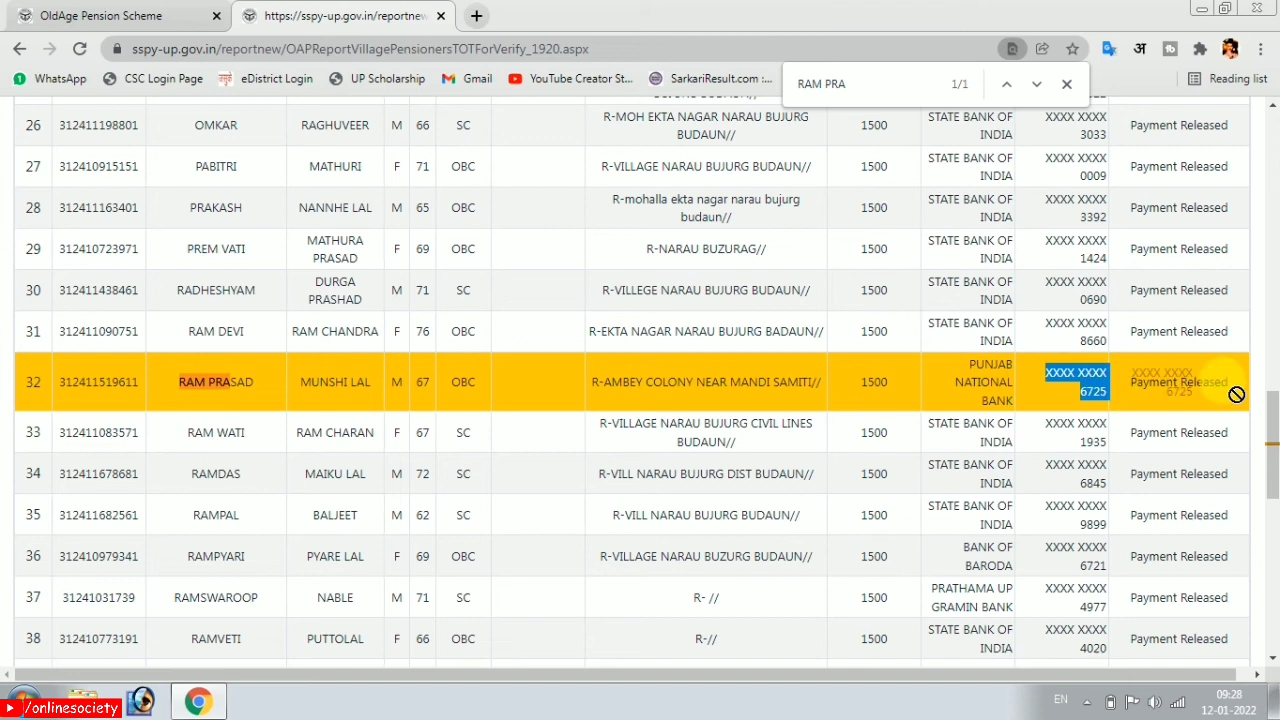 OldAge Pension Scheme
https://sspy-up.gov.in/reportnew
sspy-up.gov.in/reportnew/OAPReportVillagePensionersTOTForVerify_1920.aspx
अ
WhatsApp CSC Login Page eDistrict Login UP Scholarship Gmail YouTube Creator St... SarkariResult.com :... Reading list
RAM PRA 1/1
26 312411198801 OMKAR RAGHUVEER M 66 SC R-MOH EKTA NAGAR NARAU BUJURG BUDAUN// 1500 STATE BANK OF INDIA XXXX XXXX 3033 Payment Released
27 312410915151 PABITRI MATHURI F 71 OBC R-VILLAGE NARAU BUJURG BUDAUN// 1500 STATE BANK OF INDIA XXXX XXXX 0009 Payment Released
28 312411163401 PRAKASH NANNHE LAL M 65 OBC R-mohalla ekta nagar narau bujurg budaun// 1500 STATE BANK OF INDIA XXXX XXXX 3392 Payment Released
29 312410723971 PREM VATI MATHURA PRASAD F 69 OBC R-NARAU BUZURAG// 1500 STATE BANK OF INDIA XXXX XXXX 1424 Payment Released
30 312411438461 RADHESHYAM DURGA PRASHAD M 71 SC R-VILLEGE NARAU BUJURG BUDAUN// 1500 STATE BANK OF INDIA XXXX XXXX 0690 Payment Released
31 312411090751 RAM DEVI RAM CHANDRA F 76 OBC R-EKTA NAGAR NARAU BUJURG BADAUN// 1500 STATE BANK OF INDIA XXXX XXXX 8660 Payment Released
32 312411519611 RAM PRASAD MUNSHI LAL M 67 OBC R-AMBEY COLONY NEAR MANDI SAMITI// 1500 PUNJAB NATIONAL BANK XXXX XXXX 6725 Payment Released
XXXX XXXX 6725
33 312411083571 RAM WATI RAM CHARAN F 67 SC R-VILLAGE NARAU BUJURG CIVIL LINES BUDAUN// 1500 STATE BANK OF INDIA XXXX XXXX 1935 Payment Released
34 312411678681 RAMDAS MAIKU LAL M 72 SC R-VILL NARAU BUJURG DIST BUDAUN// 1500 STATE BANK OF INDIA XXXX XXXX 6845 Payment Released
35 312411682561 RAMPAL BALJEET M 62 SC R-VILL NARAU BUJURG BUDAUN// 1500 STATE BANK OF INDIA XXXX XXXX 9899 Payment Released
36 312410979341 RAMPYARI PYARE LAL F 69 OBC R-VILLAGE NARAU BUZURG BUDAUN// 1500 BANK OF BARODA XXXX XXXX 6721 Payment Released
37 31241031739 RAMSWAROOP NABLE M 71 SC R- // 1500 PRATHAMA UP GRAMIN BANK XXXX XXXX 4977 Payment Released
38 312410773191 RAMVETI PUTTOLAL F 66 OBC R-// 1500 STATE BANK OF INDIA XXXX XXXX 4020 Payment Released
/onlinesociety
EN
09:28
12-01-2022